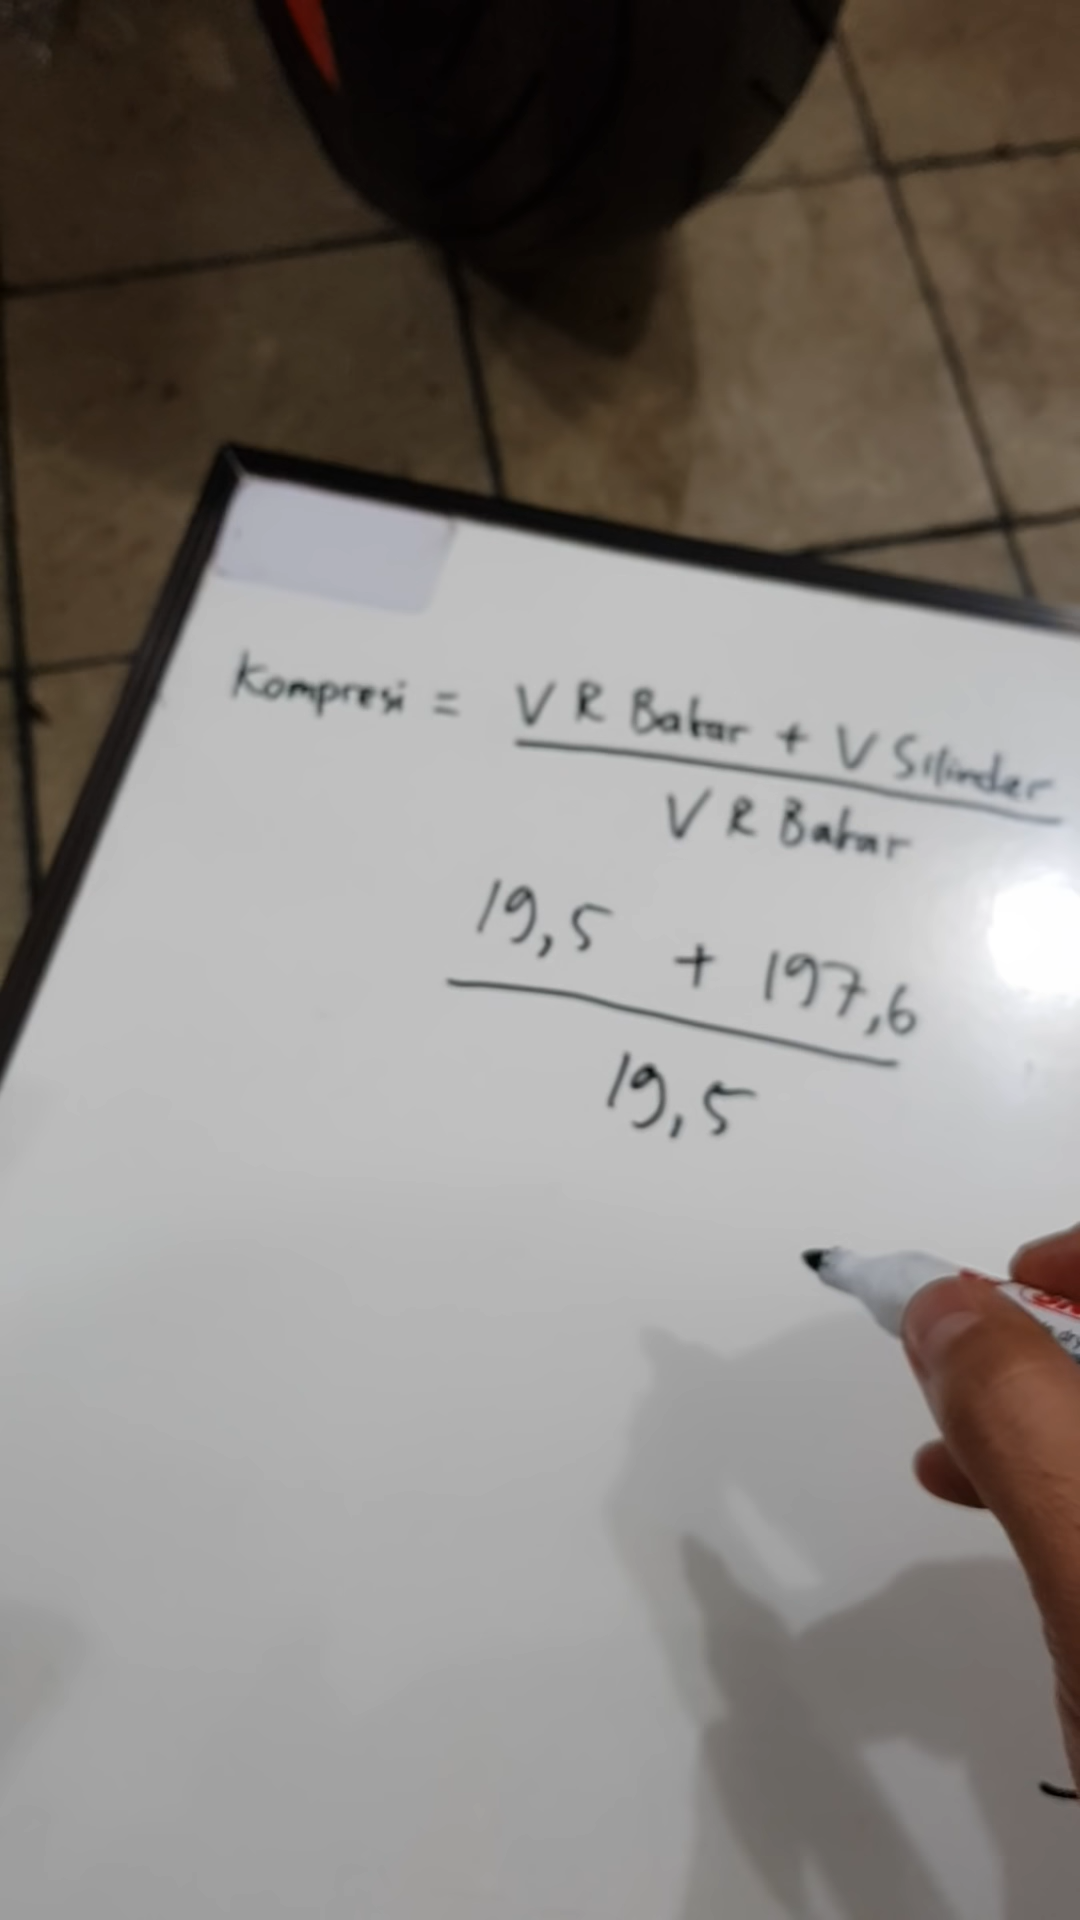 Kompresi = V R Bakar + V Silinder
V R Bakar
19,5 + 197,6
19,5